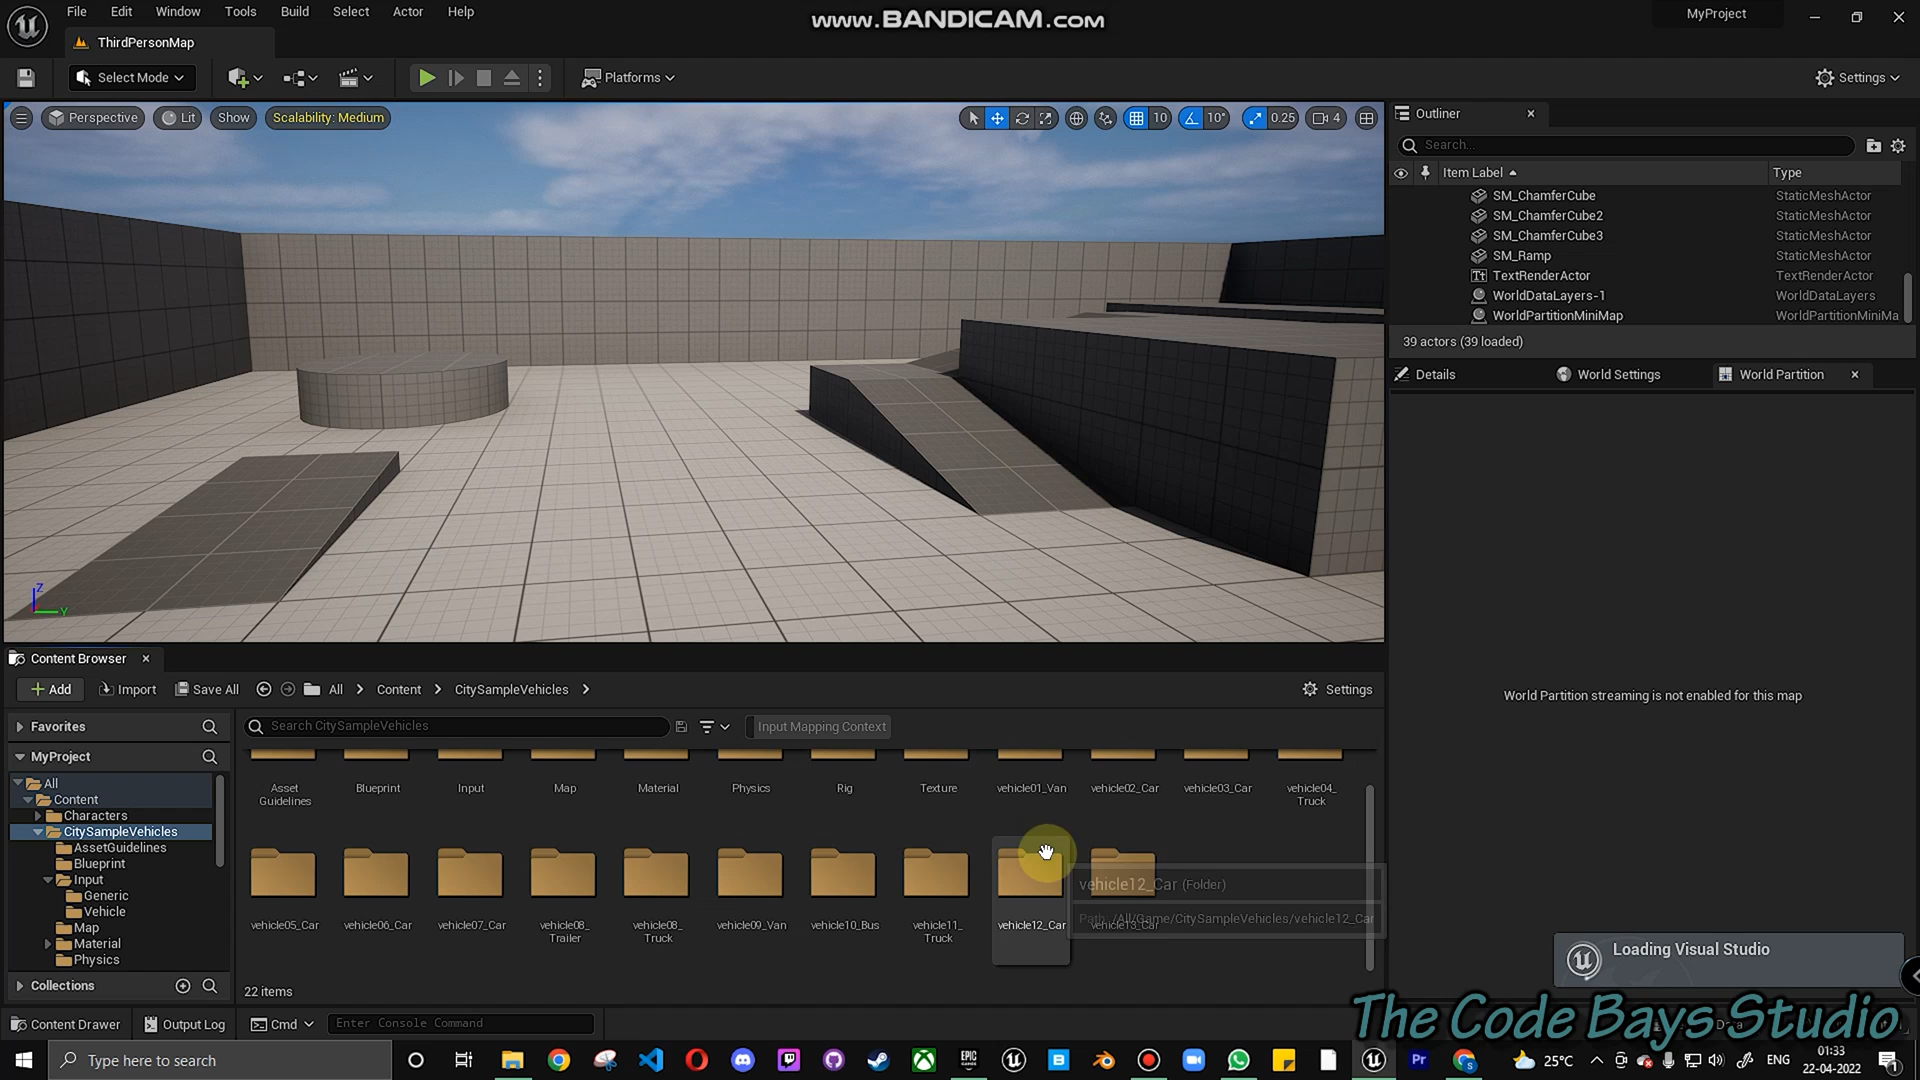 File Edit Window Tools Build Select Actor Help
www.BANDICAM.com
MyProject
ThirdPersonMap
Select Mode
Platforms
Settings
Perspective Lit Show Scalability: Medium
10 10° 0.25 4
Outliner
Search...
Item Label Type
SM_ChamferCube StaticMeshActor
SM_ChamferCube2 StaticMeshActor
SM_ChamferCube3 StaticMeshActor
SM_Ramp StaticMeshActor
TextRenderActor TextRenderActor
WorldDataLayers-1 WorldDataLayers
WorldPartitionMiniMap WorldPartitionMiniMa
39 actors (39 loaded)
Details World Settings World Partition
World Partition streaming is not enabled for this map
Z
Y
Content Browser
Add Import Save All All Content CitySampleVehicles Settings
Favorites
Search CitySampleVehicles
Input Mapping Context
MyProject
All
Content
Characters
CitySampleVehicles
AssetGuidelines
Blueprint
Input
Generic
Vehicle
Map
Material
Physics
Collections
Asset Guidelines
Blueprint
Input
Map
Material
Physics
Rig
Texture
vehicle01_Van
vehicle02_Car
vehicle03_Car
vehicle04_Truck
vehicle05_Car
vehicle06_Car
vehicle07_Car
vehicle08_Trailer
vehicle08_Truck
vehicle09_Van
vehicle10_Bus
vehicle11_Truck
vehicle12_Car
vehicle13_Car
vehicle12_Car (Folder)
Path: /All/Game/CitySampleVehicles/vehicle12_Car
22 items
Loading Visual Studio
The Code Bays Studio
Content Drawer Output Log Cmd Enter Console Command
Type here to search
EPIC GAMES
Pr
25°C
ENG
01:33
22-04-2022
1